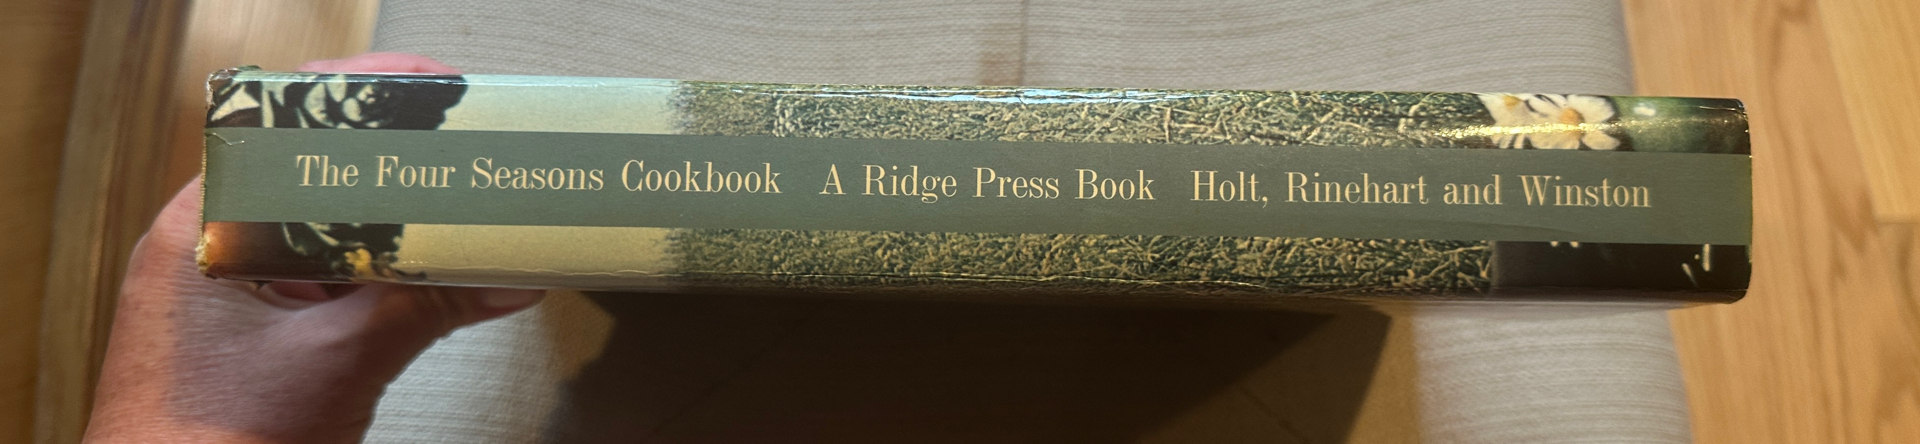 The Four Seasons Cookbook A Ridge Press Book Holt, Rinehart and Winston